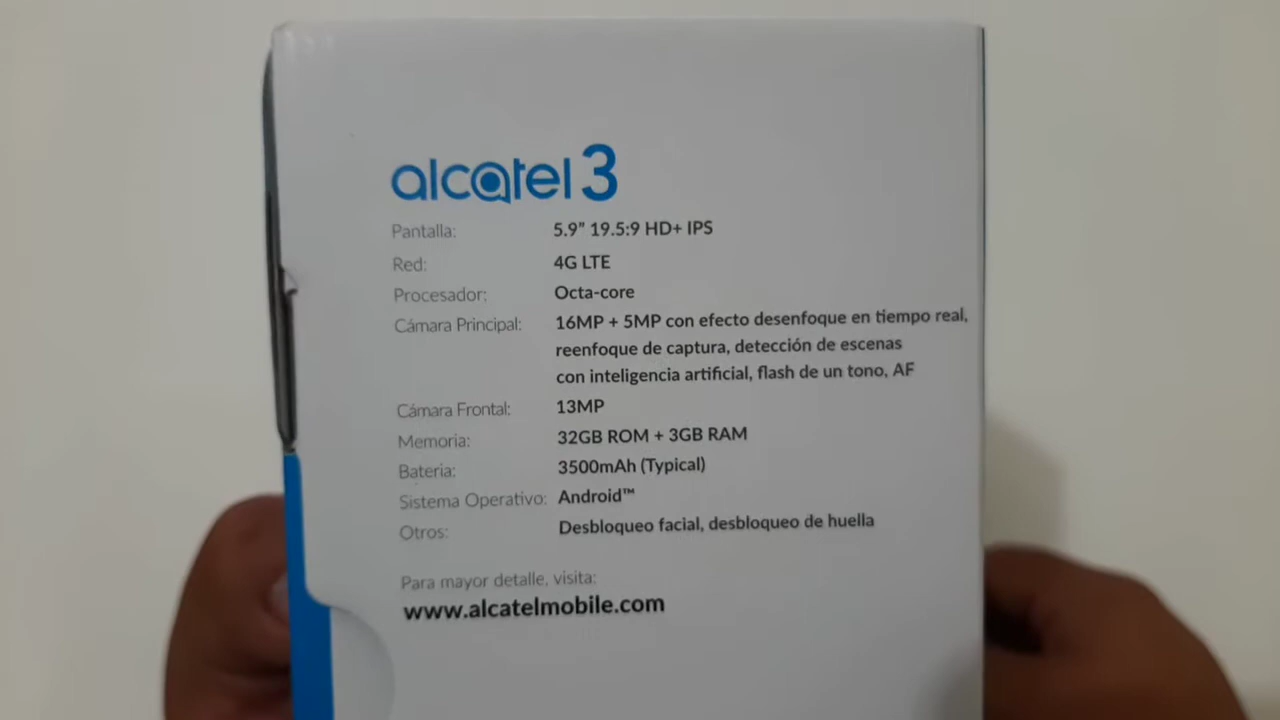 alcatel 3
Pantalla: 5.9" 19.5:9 HD+ IPS
Red: 4G LTE
Procesador: Octa-core
Cámara Principal: 16MP + 5MP con efecto desenfoque en tiempo real,
reenfoque de captura, detección de escenas
con inteligencia artificial, flash de un tono, AF
Cámara Frontal: 13MP
Memoria: 32GB ROM + 3GB RAM
Bateria: 3500mAh (Typical)
Sistema Operativo: Android™
Otros: Desbloqueo facial, desbloqueo de huella
Para mayor detalle, visita:
www.alcatelmobile.com